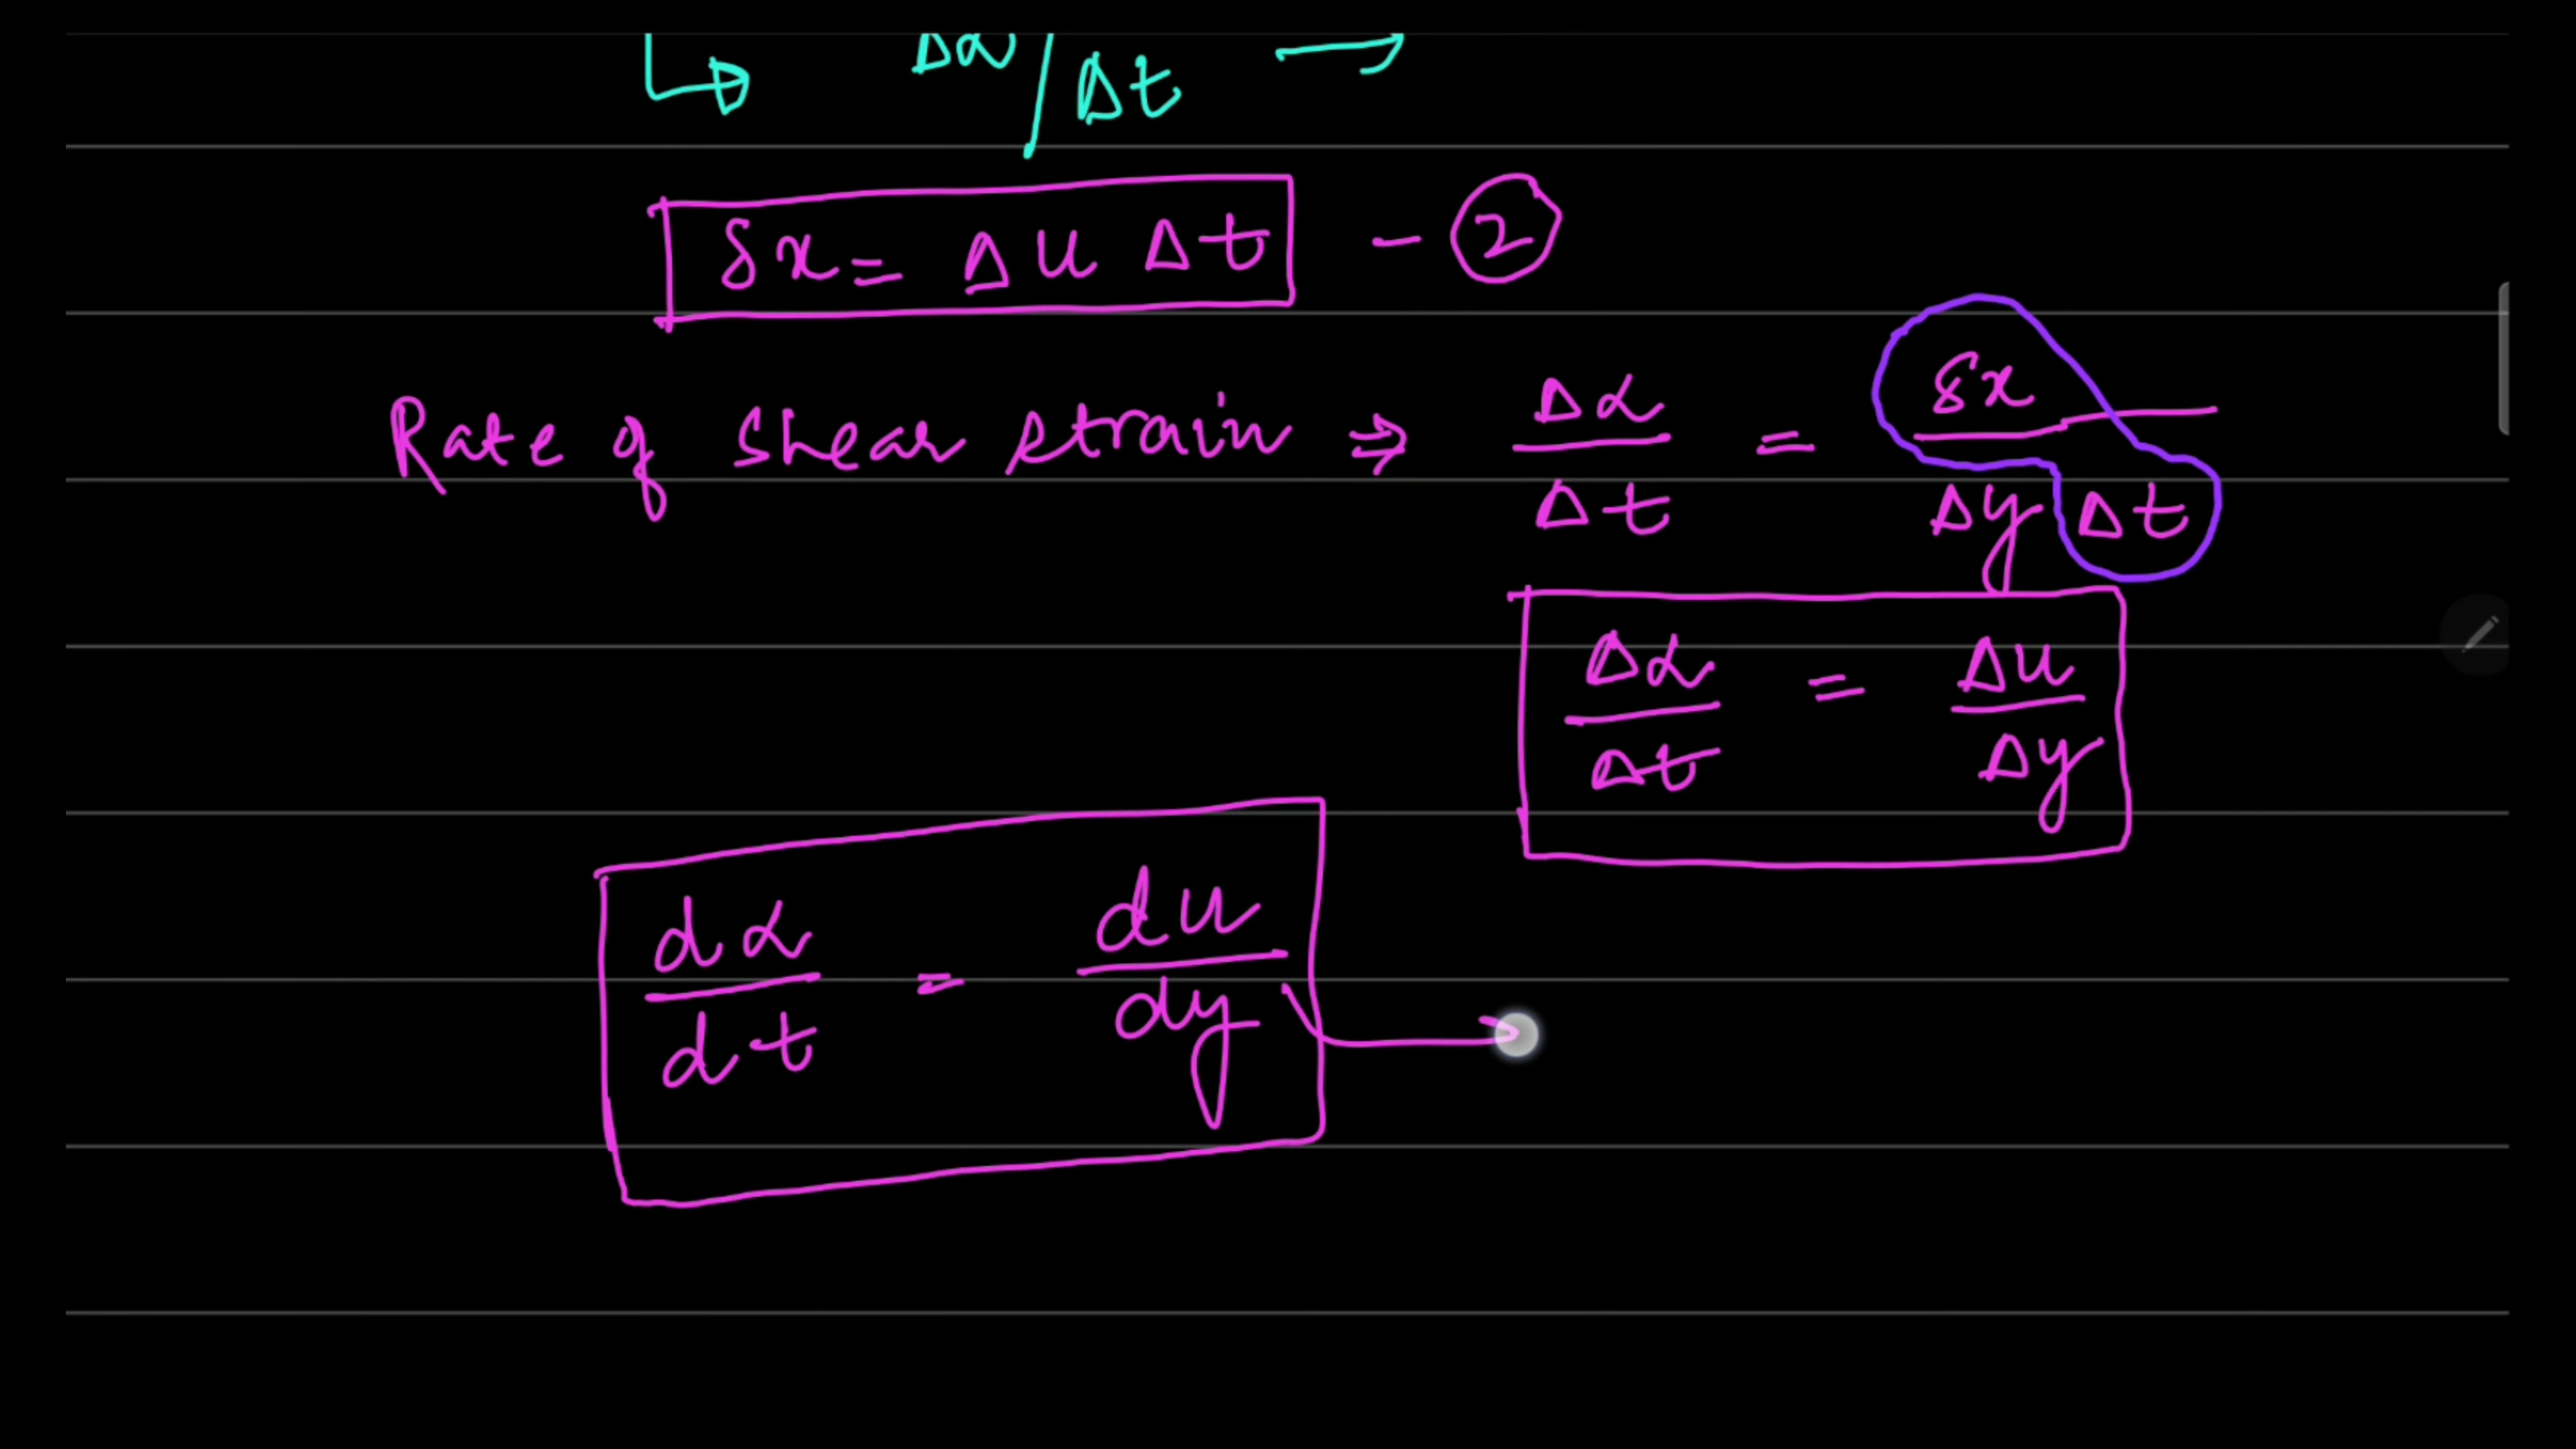 Δα/Δt →
δx = Δu Δt - ②
Rate of shear strain ⇒ Δα/Δt = δx/Δy Δt
Δα/Δt = Δu/Δy
dα/dt = du/dy →